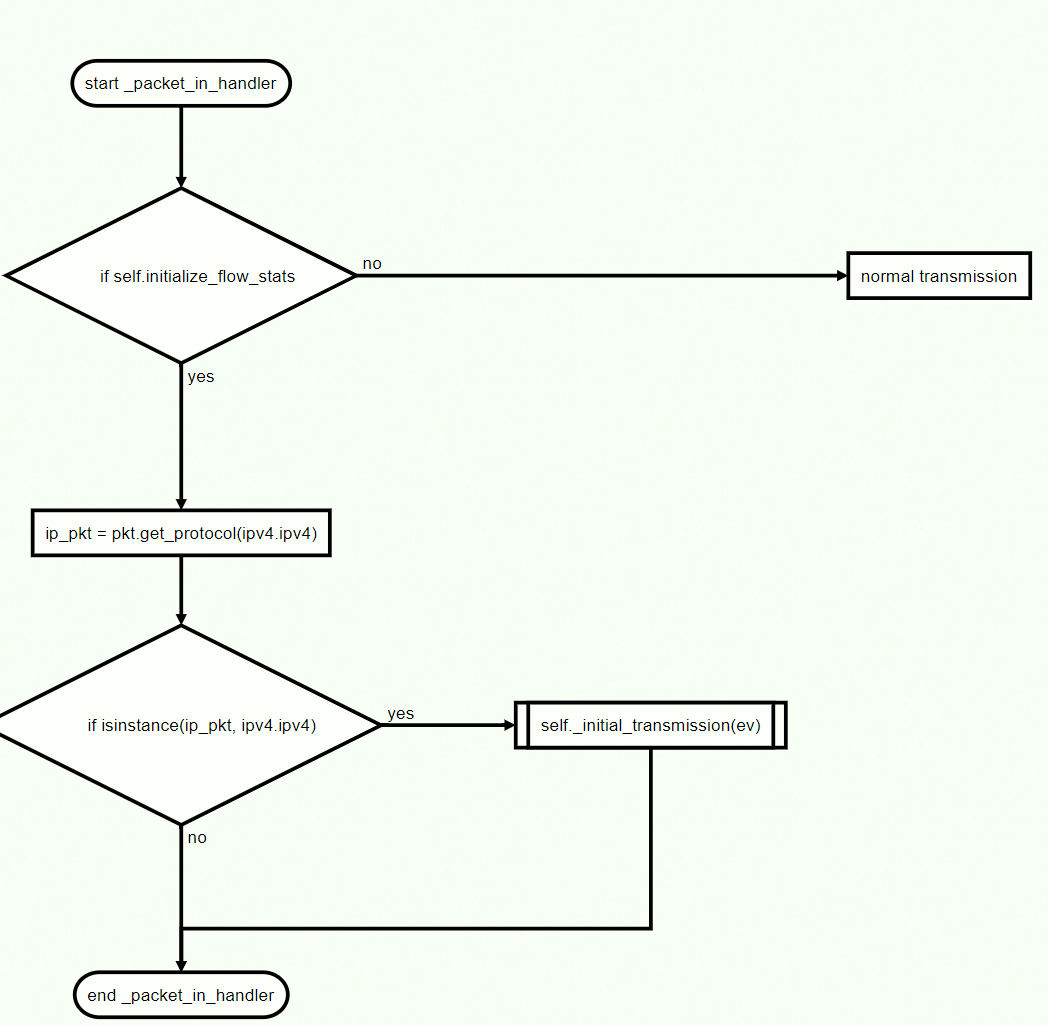 start _packet_in_handler
if self.initialize_flow_stats
no
normal transmission
yes
ip_pkt = pkt.get_protocol(ipv4.ipv4)
if isinstance(ip_pkt, ipv4.ipv4)
yes
self._initial_transmission(ev)
no
end _packet_in_handler